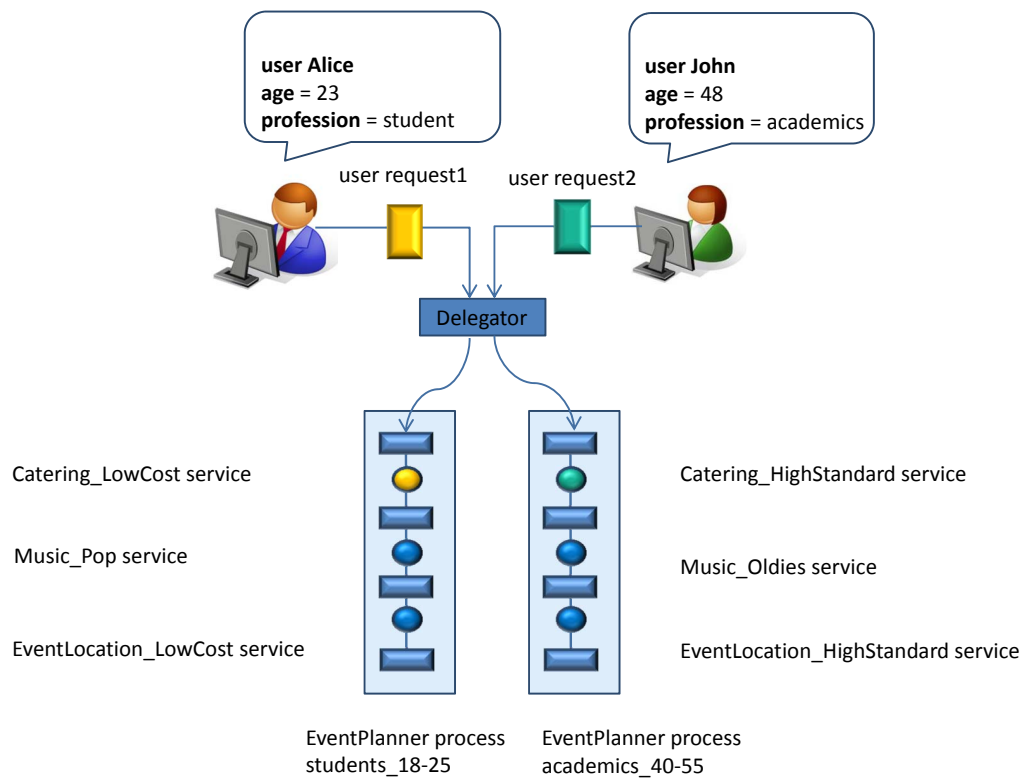 user Alice
age = 23
profession = student
user John
age = 48
profession = academics
user request1
user request2
Delegator
Catering_LowCost service
Catering_HighStandard service
Music_Pop service
Music_Oldies service
EventLocation_LowCost service
EventLocation_HighStandard service
EventPlanner process
students_18-25
EventPlanner process
academics_40-55